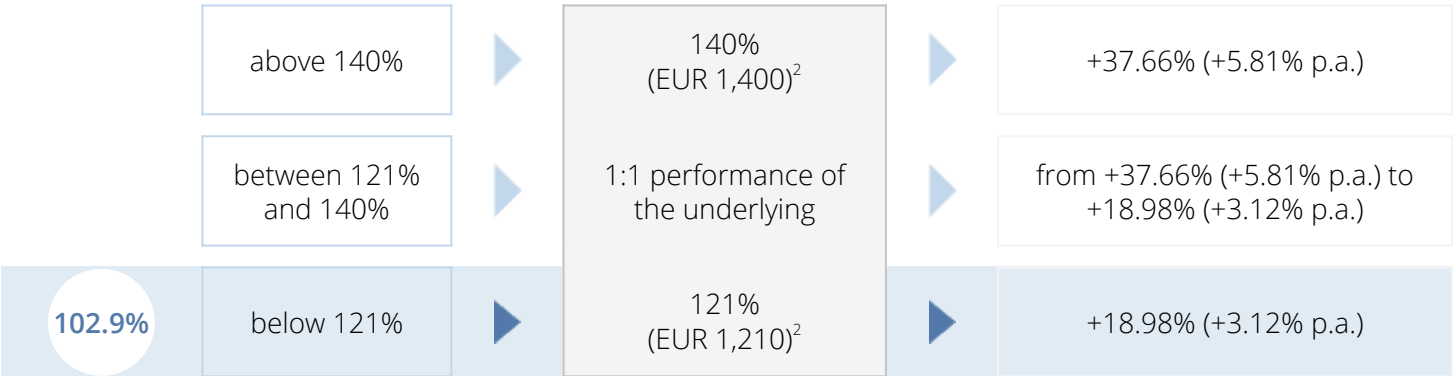 above 140%
140%
(EUR 1,400)2
+37.66% (+5.81% p.a.)
between 121%
and 140%
1:1 performance of
the underlying
from +37.66% (+5.81% p.a.) to
+18.98% (+3.12% p.a.)
102.9%
below 121%
121%
(EUR 1,210)2
+18.98% (+3.12% p.a.)